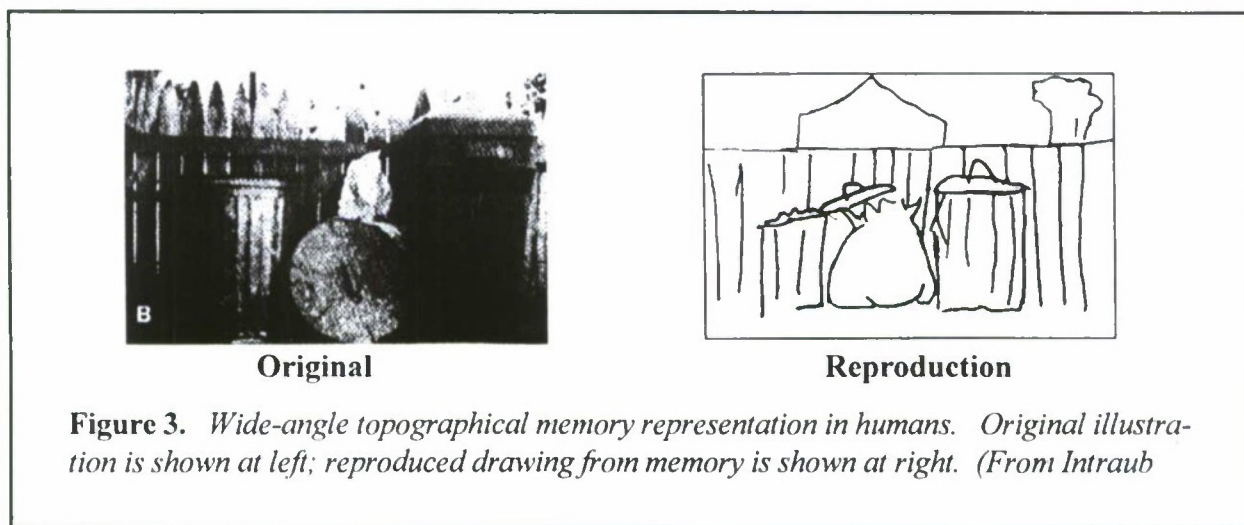 B
Original
Reproduction
Figure 3. Wide-angle topographical memory representation in humans. Original illustra-
tion is shown at left; reproduced drawing from memory is shown at right. (From Intraub